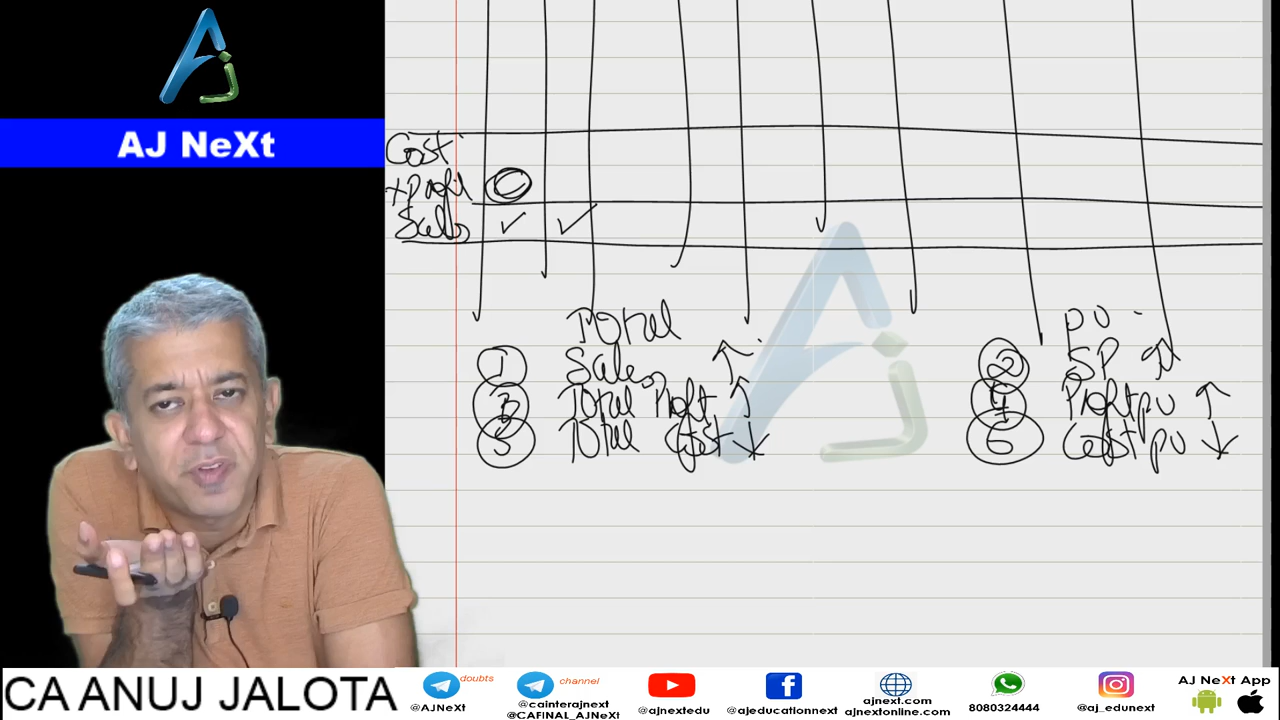 AJ NeXt
Cost
+ Profit
Sales
Total
PU
① Sales ↑
② SP ↑
③ Total Profit ↑
④ Profit pu ↑
⑤ Total Cost ↓
⑥ Cost pu ↓
CA ANUJ JALOTA
doubts
@AJNeXt
channel
@cainterajnext
@CAFINAL_AJNeXt
@ajnextedu
@ajeducationnext
ajnext.com
ajnextonline.com
8080324444
@aj_edunext
AJ NeXt App